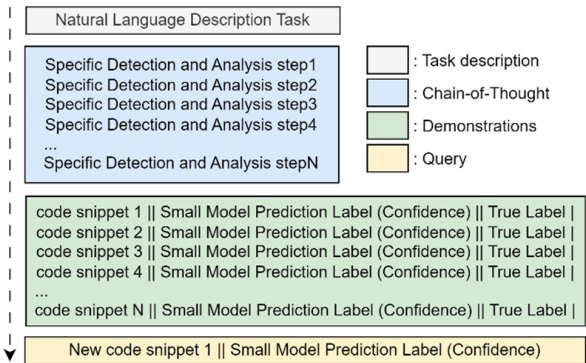 Natural Language Description Task
Specific Detection and Analysis step1
Specific Detection and Analysis step2
Specific Detection and Analysis step3
Specific Detection and Analysis step4
...
Specific Detection and Analysis stepN
: Task description
: Chain-of-Thought
: Demonstrations
: Query
code snippet 1 || Small Model Prediction Label (Confidence) || True Label |
code snippet 2 || Small Model Prediction Label (Confidence) || True Label |
code snippet 3 || Small Model Prediction Label (Confidence) || True Label |
code snippet 4 || Small Model Prediction Label (Confidence) || True Label |
...
code snippet N || Small Model Prediction Label (Confidence) || True Label |
New code snippet 1 || Small Model Prediction Label (Confidence)